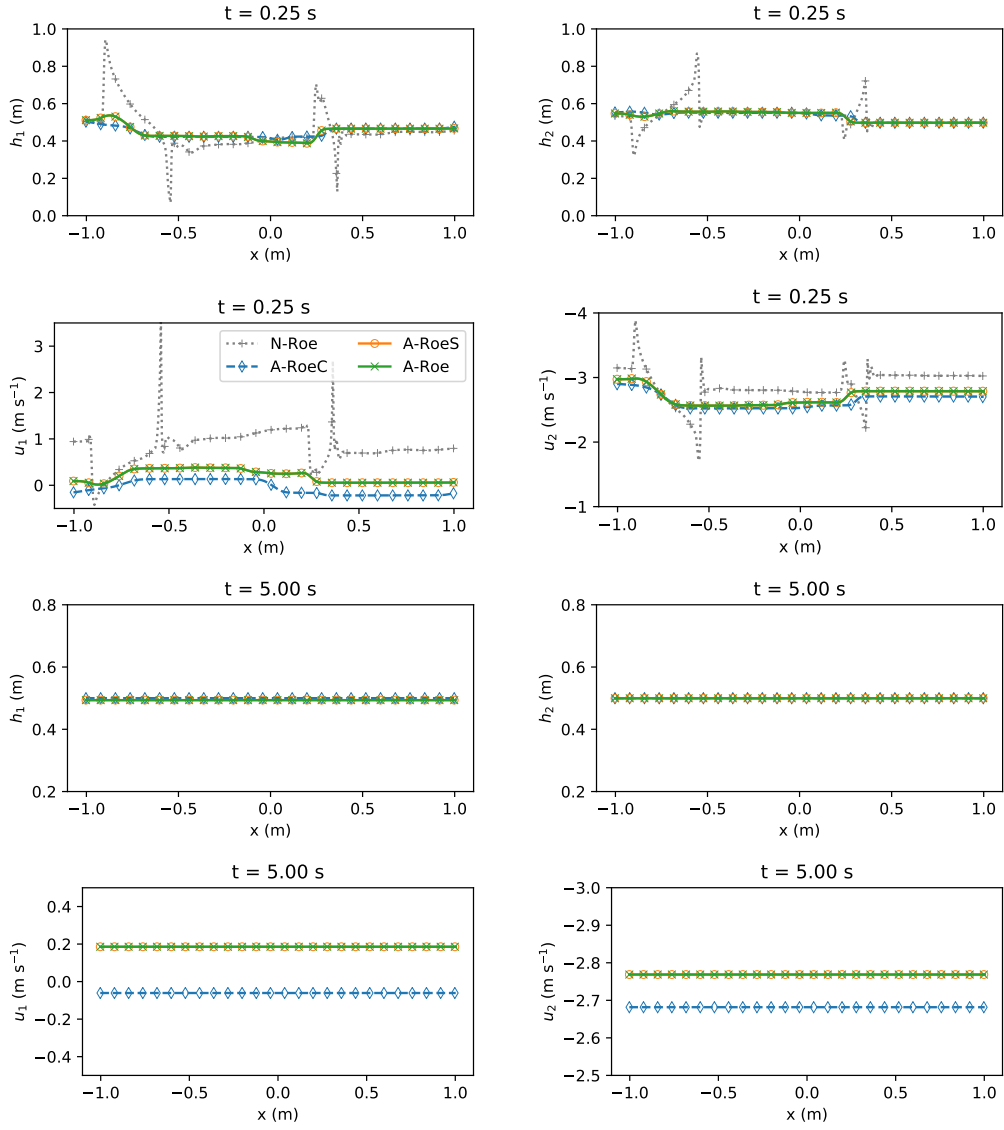 t = 0.25 s
1.0
0.8
0.6
0.4
0.2
0.0
h₁ (m)
−1.0 −0.5 0.0 0.5 1.0
x (m)
t = 0.25 s
1.0
0.8
0.6
0.4
0.2
0.0
h₂ (m)
−1.0 −0.5 0.0 0.5 1.0
x (m)
t = 0.25 s
3
2
1
0
u₁ (m s⁻¹)
N-Roe
A-RoeC
A-RoeS
A-Roe
−1.0 −0.5 0.0 0.5 1.0
x (m)
t = 0.25 s
−4
−3
−2
−1
u₂ (m s⁻¹)
−1.0 −0.5 0.0 0.5 1.0
x (m)
t = 5.00 s
0.8
0.6
0.4
0.2
h₁ (m)
−1.0 −0.5 0.0 0.5 1.0
x (m)
t = 5.00 s
0.8
0.6
0.4
0.2
h₂ (m)
−1.0 −0.5 0.0 0.5 1.0
x (m)
t = 5.00 s
0.4
0.2
0.0
−0.2
−0.4
u₁ (m s⁻¹)
−1.0 −0.5 0.0 0.5 1.0
x (m)
t = 5.00 s
−3.0
−2.9
−2.8
−2.7
−2.6
−2.5
u₂ (m s⁻¹)
−1.0 −0.5 0.0 0.5 1.0
x (m)